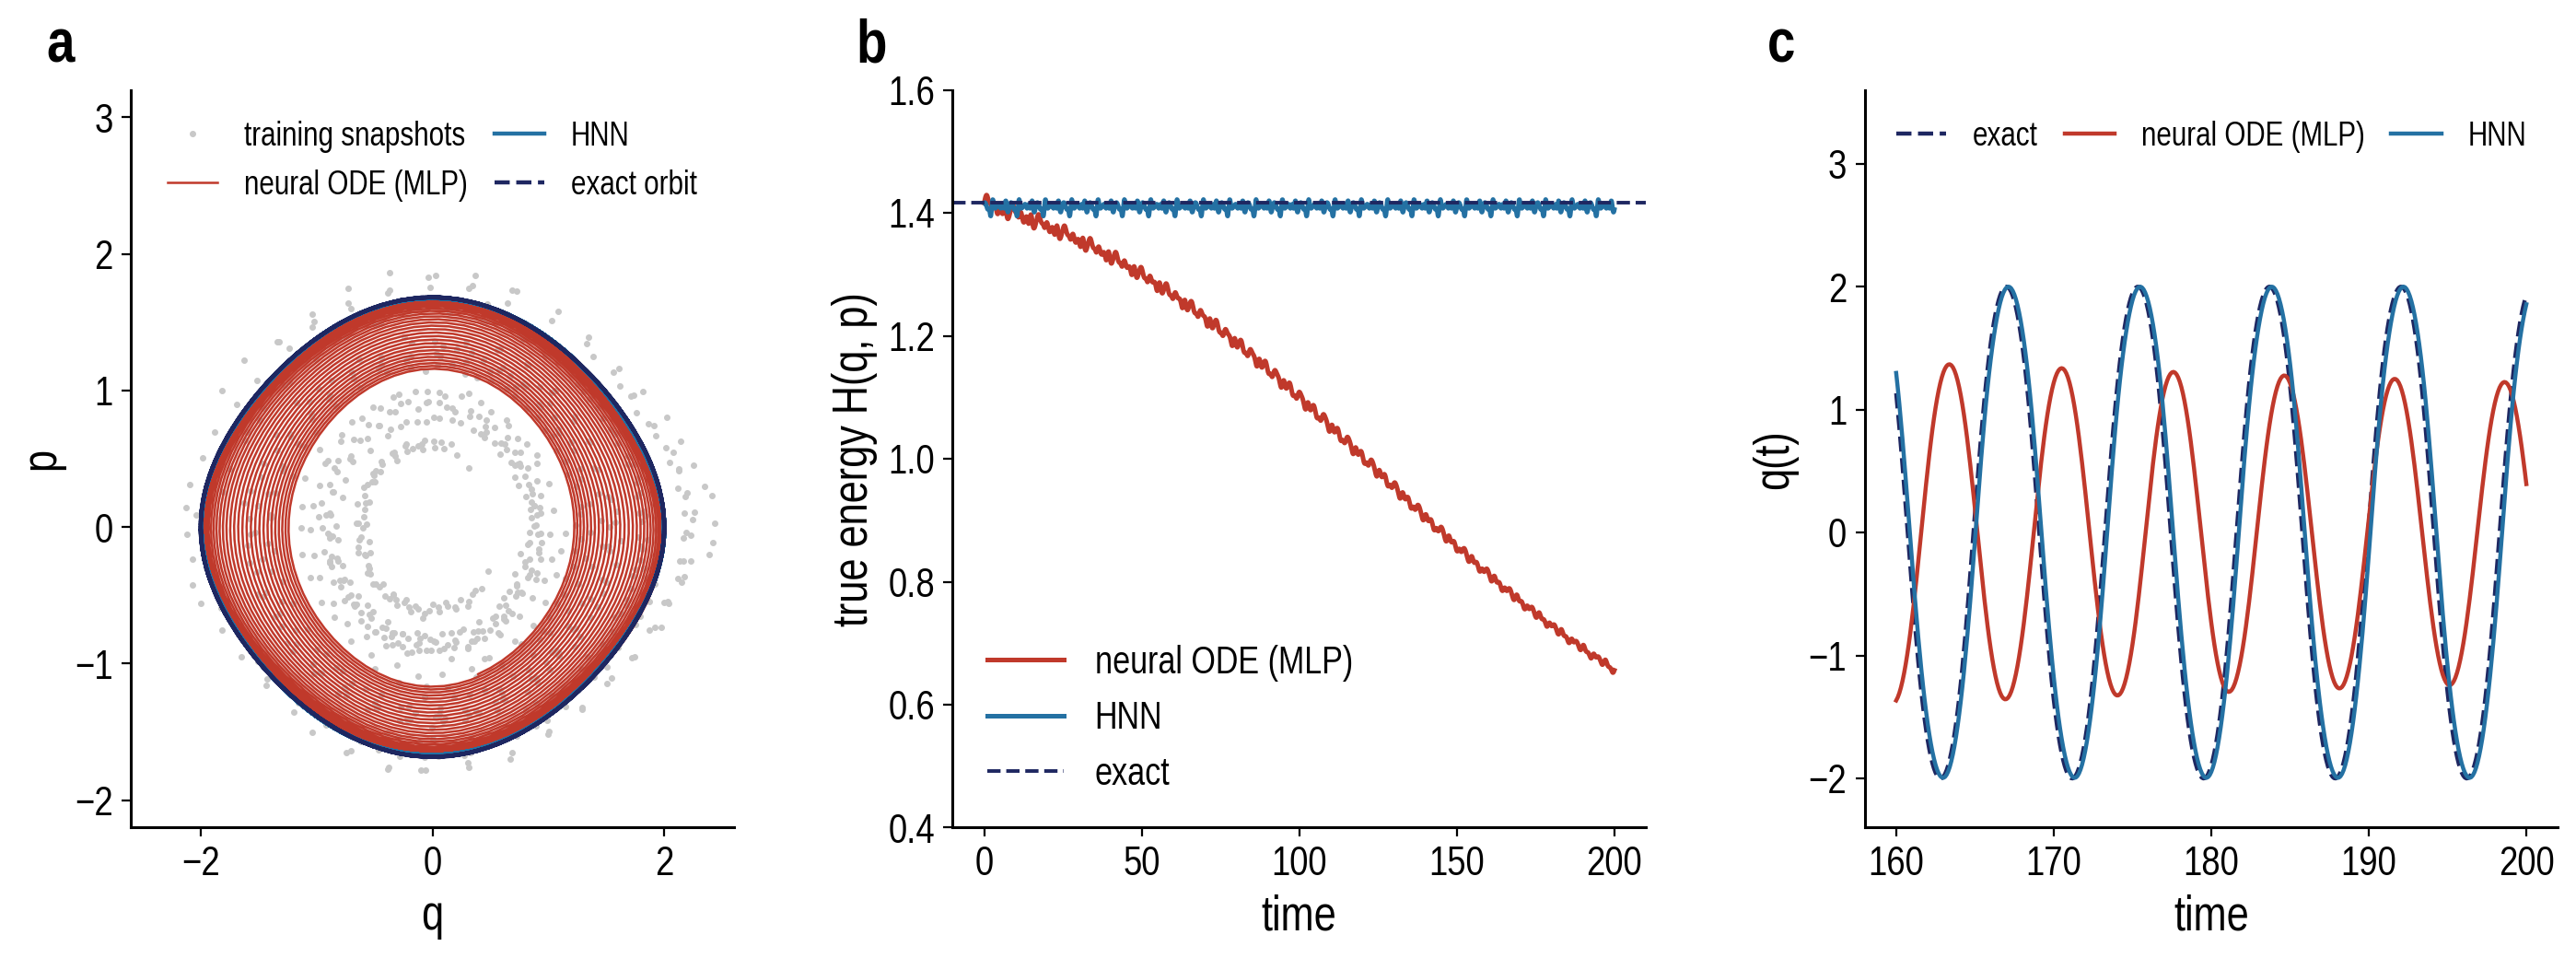 a
3
2
1
0
−1
−2
p
training snapshots
neural ODE (MLP)
HNN
exact orbit
−2
0
2
q
b
1.6
1.4
1.2
1.0
0.8
0.6
0.4
true energy H(q, p)
neural ODE (MLP)
HNN
exact
0
50
100
150
200
time
c
3
2
1
0
−1
−2
q(t)
exact
neural ODE (MLP)
HNN
160
170
180
190
200
time